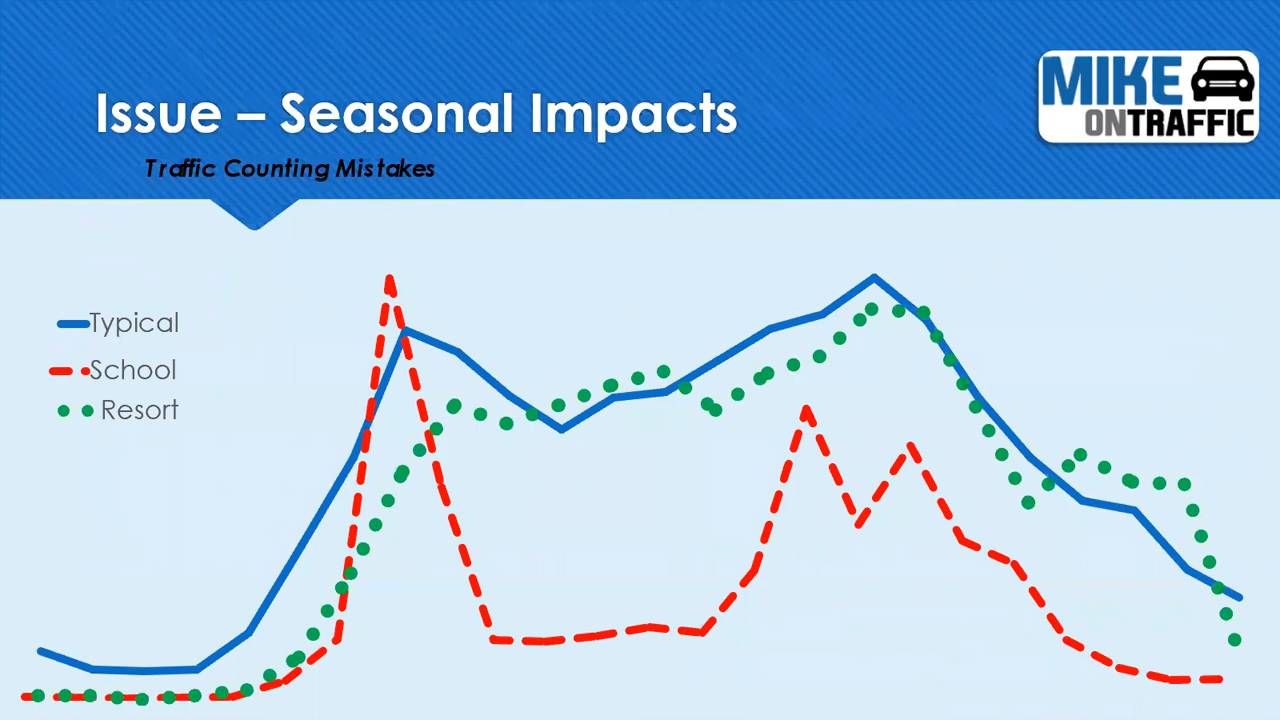 Issue – Seasonal Impacts
MIKE
ONTRAFFIC
Traffic Counting Mistakes
Typical
School
Resort